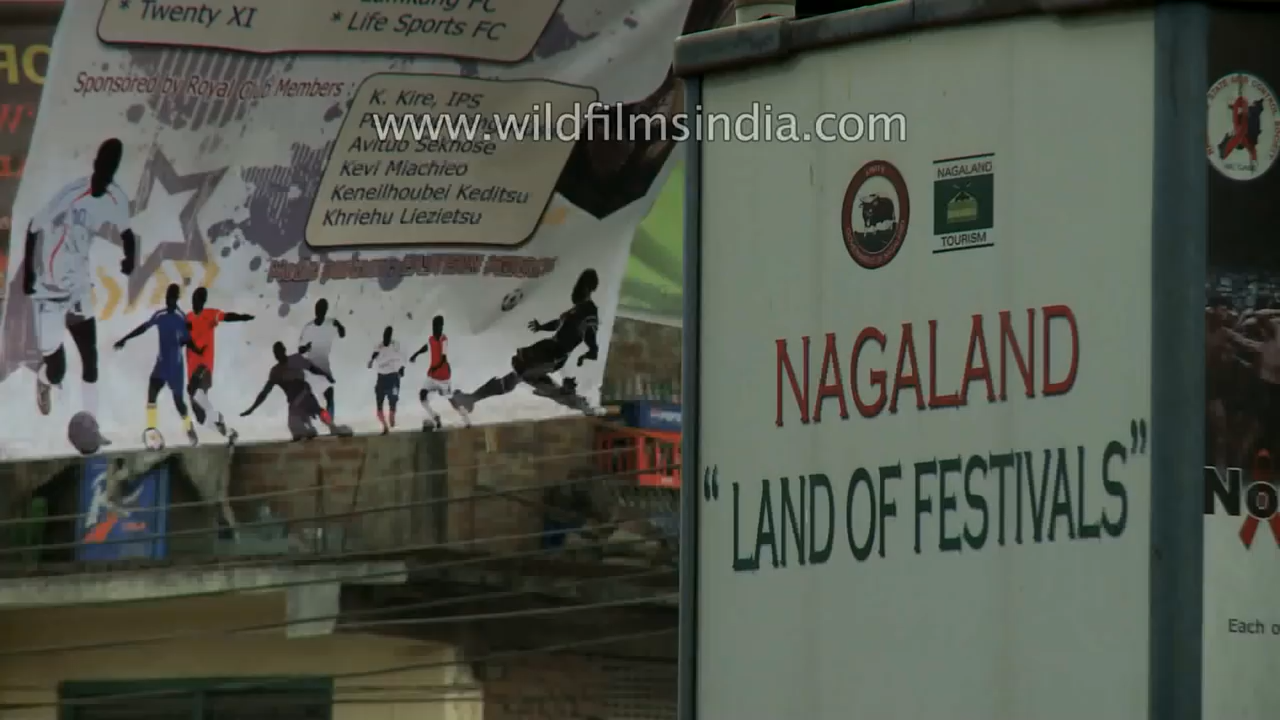 * Twenty XI
* Life Sports FC
Sponsored by Royal Club Members :
K. Kire, IPS
Avituo Sekhose
Kevi Miachieo
Keneilhoubei Keditsu
Khriehu Liezietsu
www.wildfilmsindia.com
NAGALAND
TOURISM
NAGALAND
“LAND OF FESTIVALS”
No
Each o